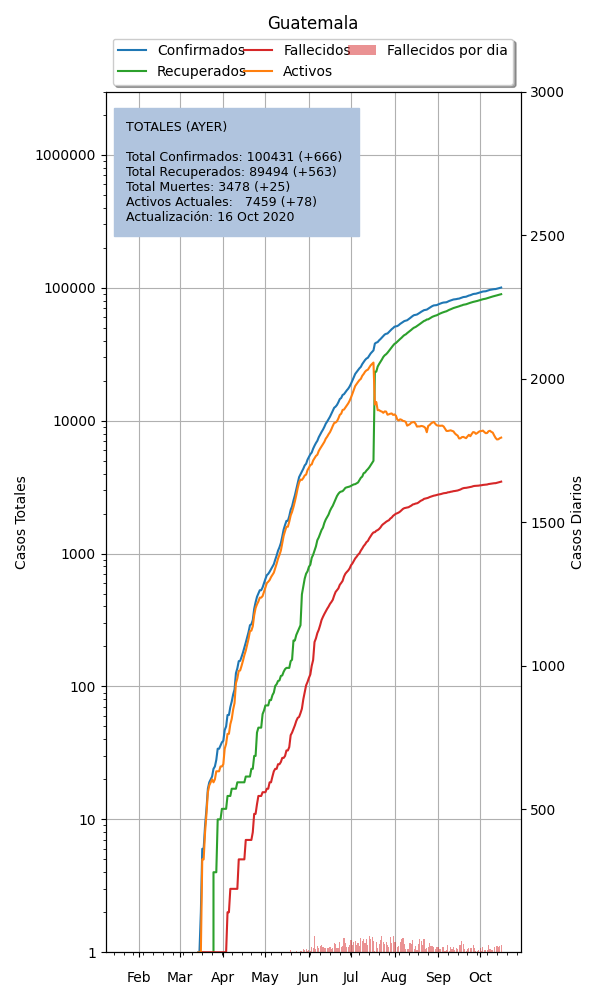 Guatemala
Confirmados
Recuperados
Fallecidos
Activos
Fallecidos por dia
TOTALES (AYER)
Total Confirmados: 100431 (+666)
Total Recuperados: 89494 (+563)
Total Muertes: 3478 (+25)
Activos Actuales: 7459 (+78)
Actualización: 16 Oct 2020
Casos Totales
1000000
100000
10000
1000
100
10
1
Feb Mar Apr May Jun Jul Aug Sep Oct
3000
2500
2000
1500
1000
500
Casos Diarios